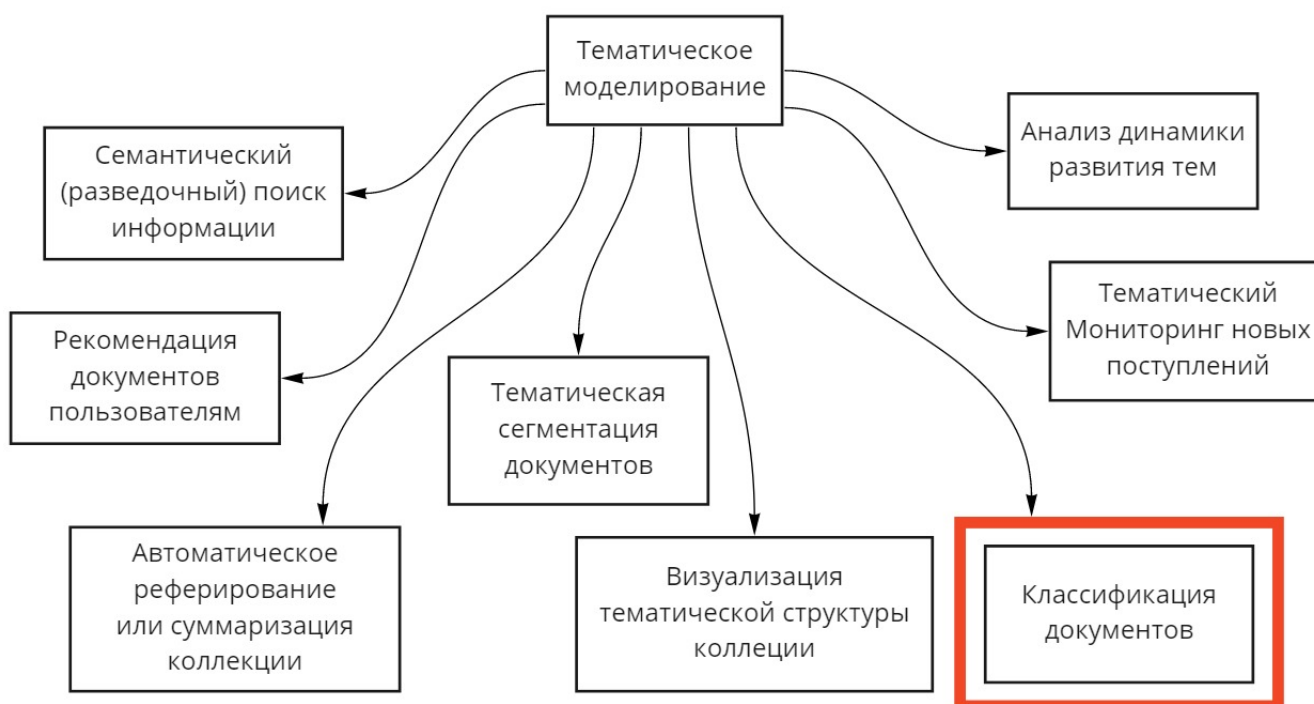 Тематическое
моделирование
Анализ динамики
развития тем
Семантический
(разведочный) поиск
информации
Тематический
Мониторинг новых
поступлений
Рекомендация
документов
пользователям
Тематическая
сегментация
документов
Автоматическое
реферирование
или суммаризация
коллекции
Визуализация
тематической структуры
коллеции
Классификация
документов